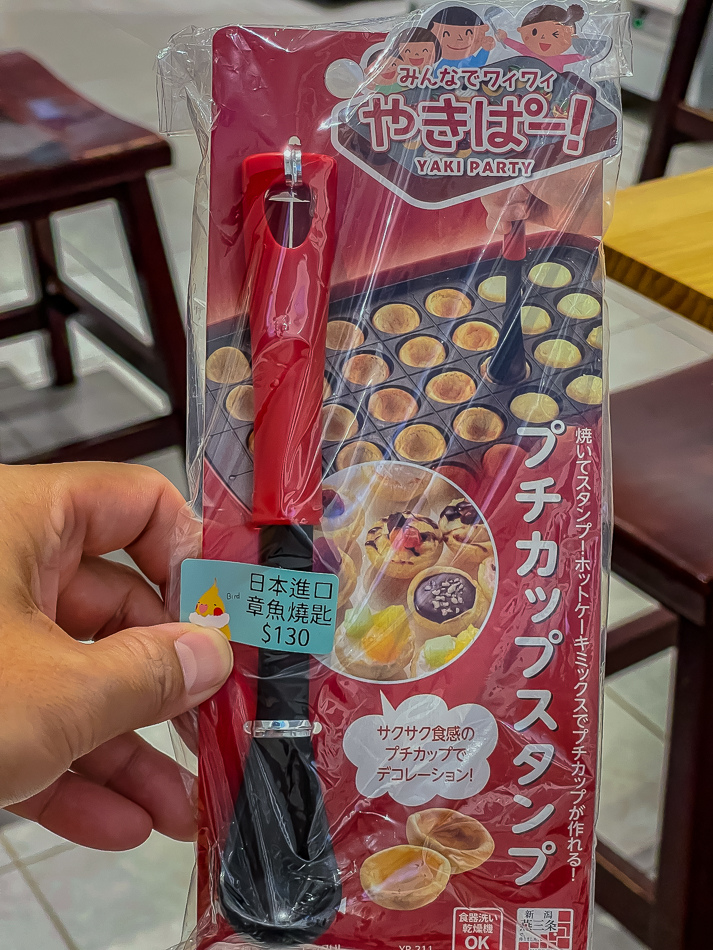 みんなでワイワイ
やきぱー!
YAKI PARTY
プチカップスタンプ
焼いてスタンプ!ホットケーキミックスでプチカップが作れる!
Bird
日本進口
章魚燒匙
$130
サクサク食感の
プチカップで
デコレーション!
食器洗い
乾燥機
OK
新潟
燕三条
YP-211